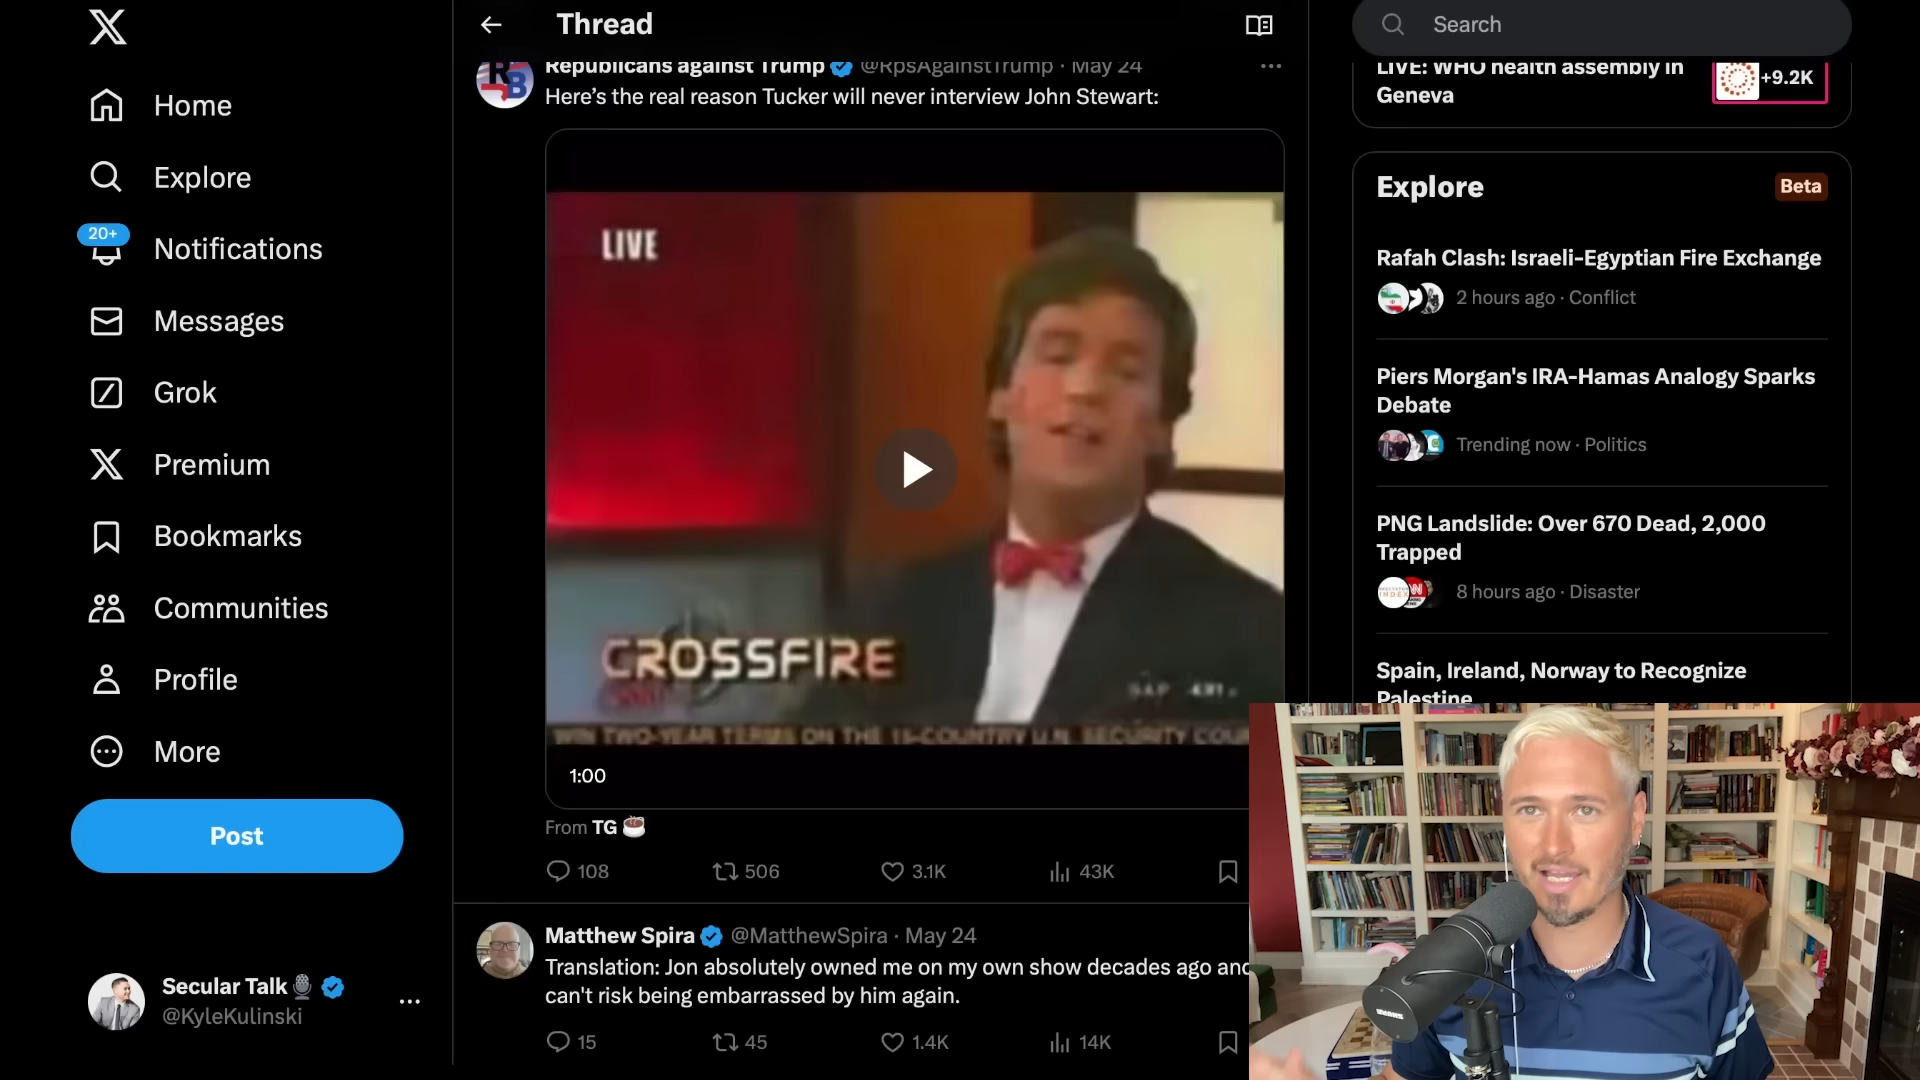 Home
Explore
20+
Notifications
Messages
Grok
Premium
Bookmarks
Communities
Profile
More
Post
Secular Talk
@KyleKulinski
Thread
Republicans against Trump @RpsAgainstTrump · May 24
Here’s the real reason Tucker will never interview John Stewart:
LIVE
CROSSFIRE
WIN TWO-YEAR TERMS ON THE 15-COUNTRY U.N. SECURITY COU
1:00
From TG
108 506 3.1K 43K
Matthew Spira @MatthewSpira · May 24
Translation: Jon absolutely owned me on my own show decades ago and
can't risk being embarrassed by him again.
15 45 1.4K 14K
Search
LIVE: WHO health assembly in
Geneva
+9.2K
Explore
Beta
Rafah Clash: Israeli-Egyptian Fire Exchange
2 hours ago · Conflict
Piers Morgan's IRA-Hamas Analogy Sparks
Debate
Trending now · Politics
PNG Landslide: Over 670 Dead, 2,000
Trapped
8 hours ago · Disaster
Spain, Ireland, Norway to Recognize
Palestine